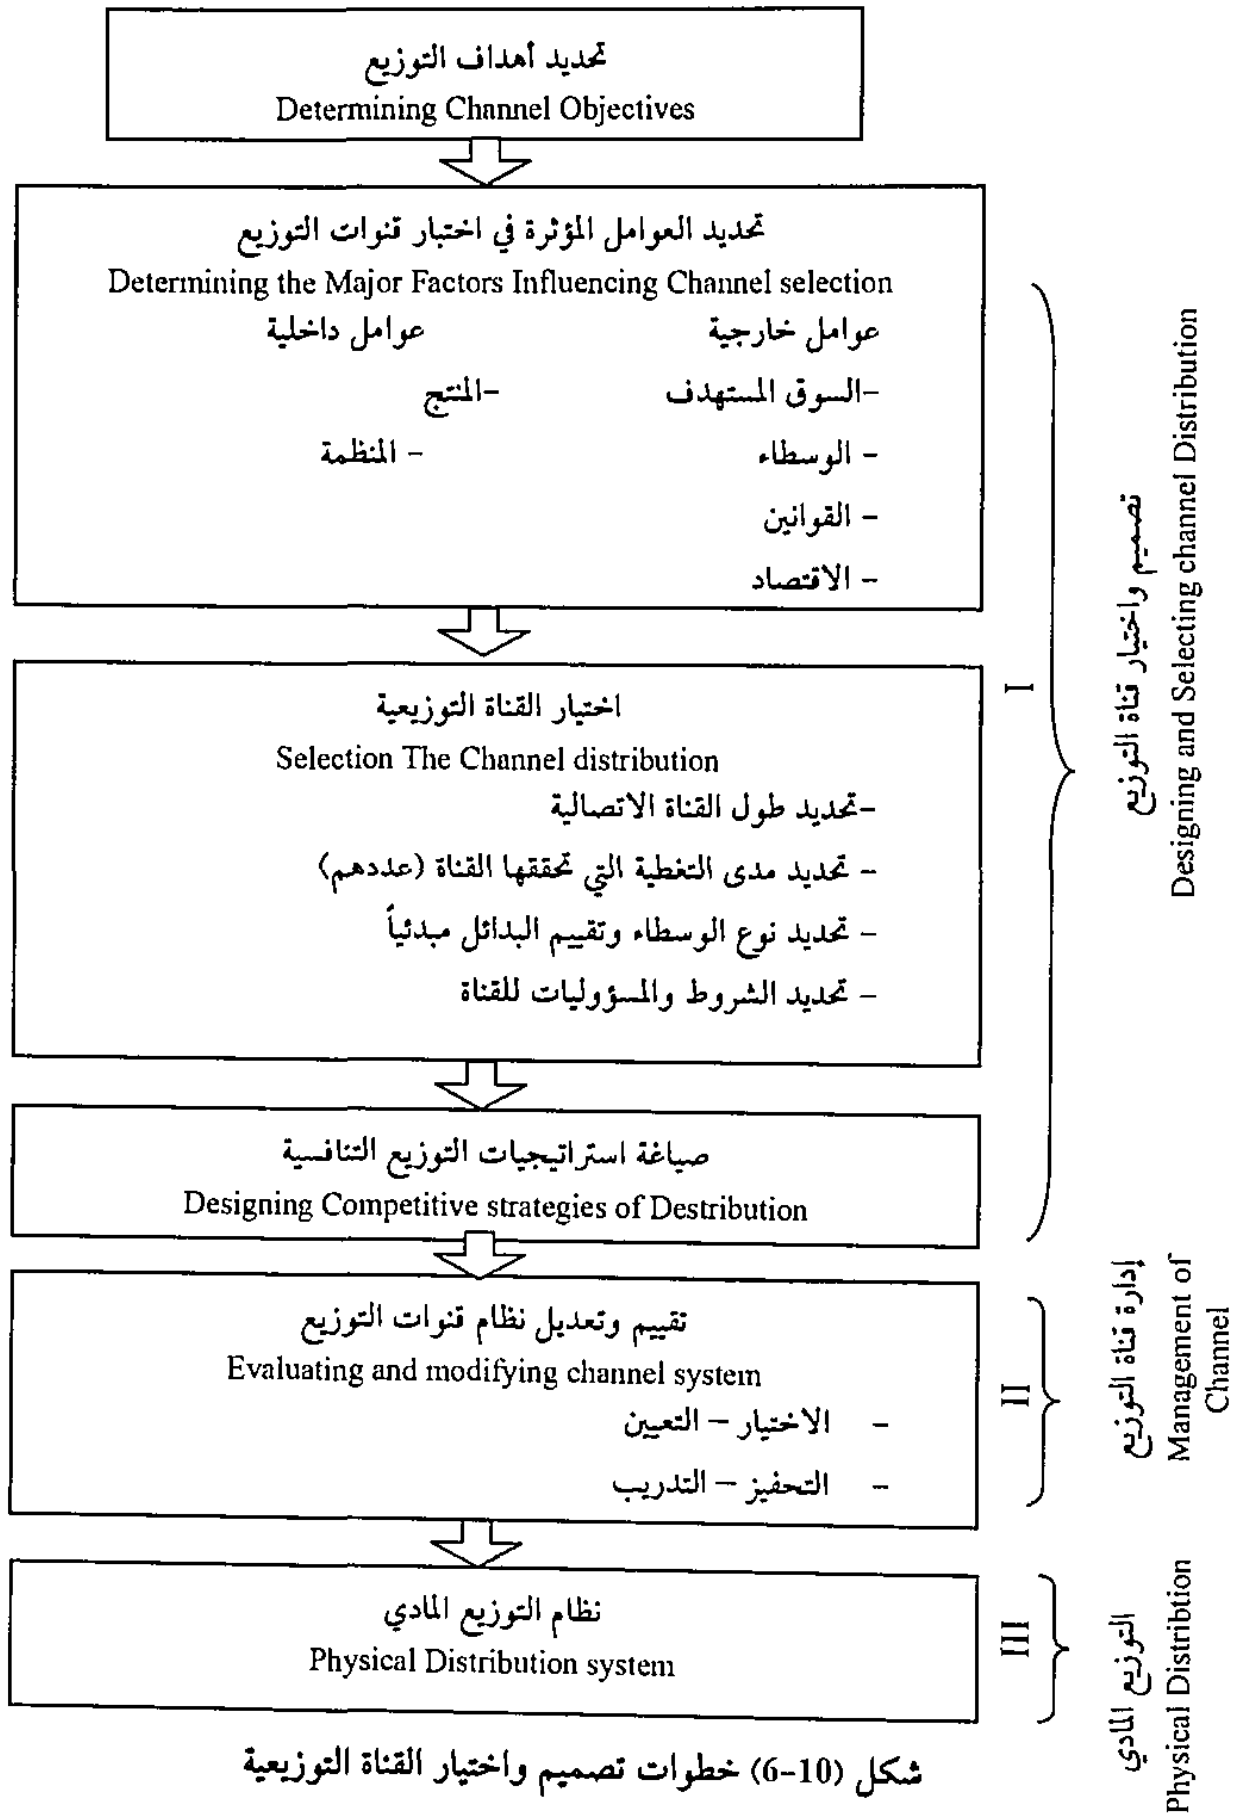 تحديد أهداف التوزيع
Determining Channel Objectives
تحديد العوامل المؤثرة في اختبار قنوات التوزيع
Determining the Major Factors Influencing Channel selection
عوامل خارجية
عوامل داخلية
-السوق المستهدف
-المنتج
- الوسطاء
- المنظمة
- القوانين
- الاقتصاد
اختيار القناة التوزيعية
Selection The Channel distribution
-تحديد طول القناة الاتصالية
- تحديد مدى التغطية التي تحققها القناة (عددهم)
- تحديد نوع الوسطاء وتقييم البدائل مبدئياً
- تحديد الشروط والمسؤوليات للقناة
صياغة استراتيجيات التوزيع التنافسية
Designing Competitive strategies of Destribution
I
تصميم واختيار قناة التوزيع
Designing and Selecting channel Distribution
تقييم وتعديل نظام قنوات التوزيع
Evaluating and modifying channel system
- الاختيار – التعيين
- التحفيز – التدريب
II
إدارة قناة التوزيع
Management of
Channel
نظام التوزيع المادي
Physical Distribution system
III
التوزيع المادي
Physical Distribtion
شكل (10-6) خطوات تصميم واختيار القناة التوزيعية